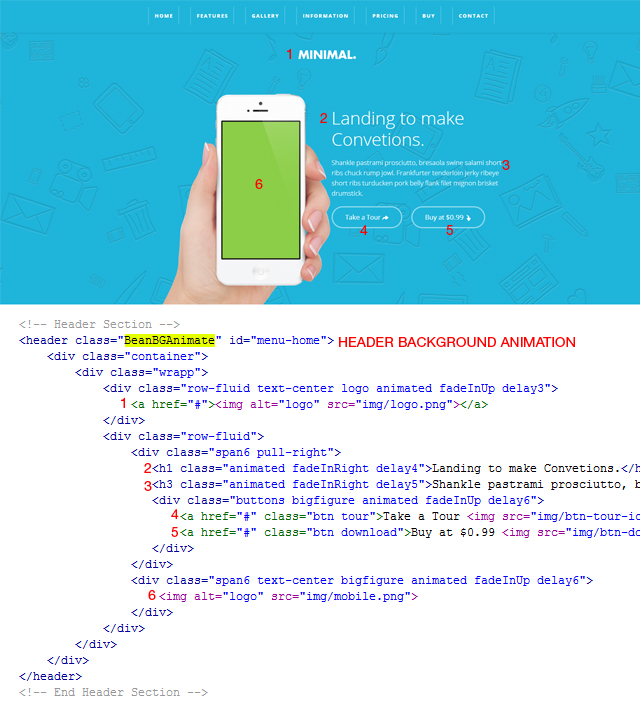 HOME FEATURES GALLERY INFORMATION PRICING BUY CONTACT
1 MINIMAL.
2 Landing to make
Convetions.
Shankle pastrami prosciutto, bresaola swine salami short 3
ribs chuck rump jowl. Frankfurter tenderloin jerky ribeye
short ribs turducken pork belly flank filet mignon brisket
drumstick.
6
Take a Tour Buy at $0.99
4 5
<!-- Header Section -->
<header class="BeanBGAnimate" id="menu-home"> HEADER BACKGROUND ANIMATION
<div class="container">
<div class="wrapp">
<div class="row-fluid text-center logo animated fadeInUp delay3">
1 <a href="#"><img alt="logo" src="img/logo.png"></a>
</div>
<div class="row-fluid">
<div class="span6 pull-right">
2 <h1 class="animated fadeInRight delay4">Landing to make Convetions.</h
3 <h3 class="animated fadeInRight delay5">Shankle pastrami prosciutto, b
<div class="buttons bigfigure animated fadeInUp delay6">
4 <a href="#" class="btn tour">Take a Tour <img src="img/btn-tour-ic
5 <a href="#" class="btn download">Buy at $0.99 <img src="img/btn-do
</div>
</div>
<div class="span6 text-center bigfigure animated fadeInUp delay6">
6 <img alt="logo" src="img/mobile.png">
</div>
</div>
</div>
</div>
</header>
<!-- End Header Section -->